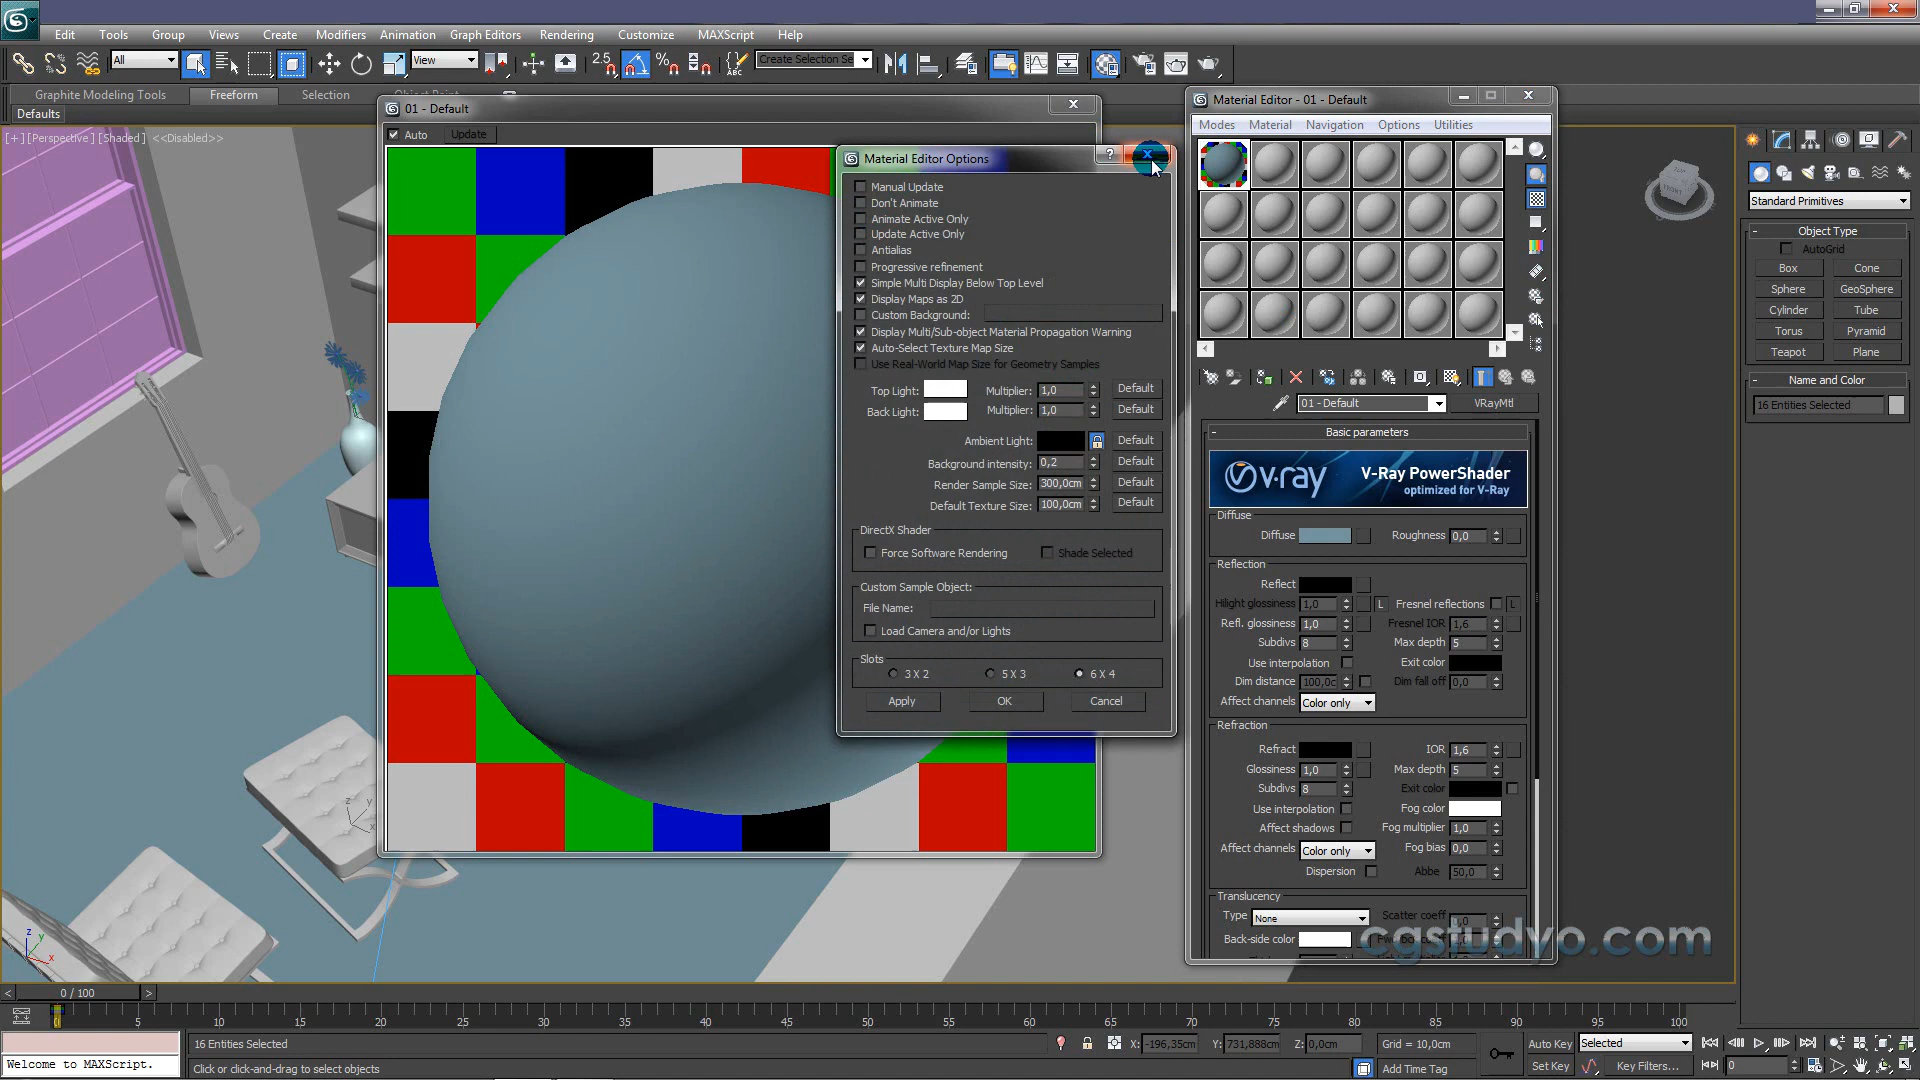 Edit Tools Group Views Create Modifiers Animation Graph Editors Rendering Customize MAXScript Help
All View 2.5 Create Selection Se
Graphite Modeling Tools Freeform Selection Object Paint
Defaults
[+] [Perspective] [Shaded] <<Disabled>>
01 - Default
Auto Update
Material Editor Options
Manual Update
Don't Animate
Animate Active Only
Update Active Only
Antialias
Progressive refinement
Simple Multi Display Below Top Level
Display Maps as 2D
Custom Background:
Display Multi/Sub-object Material Propagation Warning
Auto-Select Texture Map Size
Use Real-World Map Size for Geometry Samples
Top Light: Multiplier: 1,0 Default
Back Light: Multiplier: 1,0 Default
Ambient Light: Default
Background intensity: 0,2 Default
Render Sample Size: 300,0cm Default
Default Texture Size: 100,0cm Default
DirectX Shader
Force Software Rendering Shade Selected
Custom Sample Object:
File Name:
Load Camera and/or Lights
Slots
3 X 2 5 X 3 6 X 4
Apply OK Cancel
Material Editor - 01 - Default
Modes Material Navigation Options Utilities
01 - Default VRayMtl
- Basic parameters
v-ray V-Ray PowerShader
optimized for V-Ray
Diffuse
Diffuse Roughness 0,0
Reflection
Reflect
Hilight glossiness 1,0 L Fresnel reflections L
Refl. glossiness 1,0 Fresnel IOR 1,6
Subdivs 8 Max depth 5
Use interpolation Exit color
Dim distance 100,0c Dim fall off 0,0
Affect channels Color only
Refraction
Refract IOR 1,6
Glossiness 1,0 Max depth 5
Subdivs 8 Exit color
Use interpolation Fog color
Affect shadows Fog multiplier 1,0
Affect channels Color only Fog bias 0,0
Dispersion Abbe 50,0
Translucency
Type None Scatter coeff 0,0
Back-side color
cgstudyo.com
FRONT
Standard Primitives
- Object Type
AutoGrid
Box Cone
Sphere GeoSphere
Cylinder Tube
Torus Pyramid
Teapot Plane
- Name and Color
16 Entities Selected
z y x
z y x
< 0 / 100 >
0 5 10 15 20 25 30 35 40 45 50 55 60 65 70 75 80 85 90 95 100
16 Entities Selected X: -196,35cm Y: 731,888cm Z: 0,0cm Grid = 10,0cm Auto Key Selected
Welcome to MAXScript. Click or click-and-drag to select objects Add Time Tag Set Key Key Filters... 0